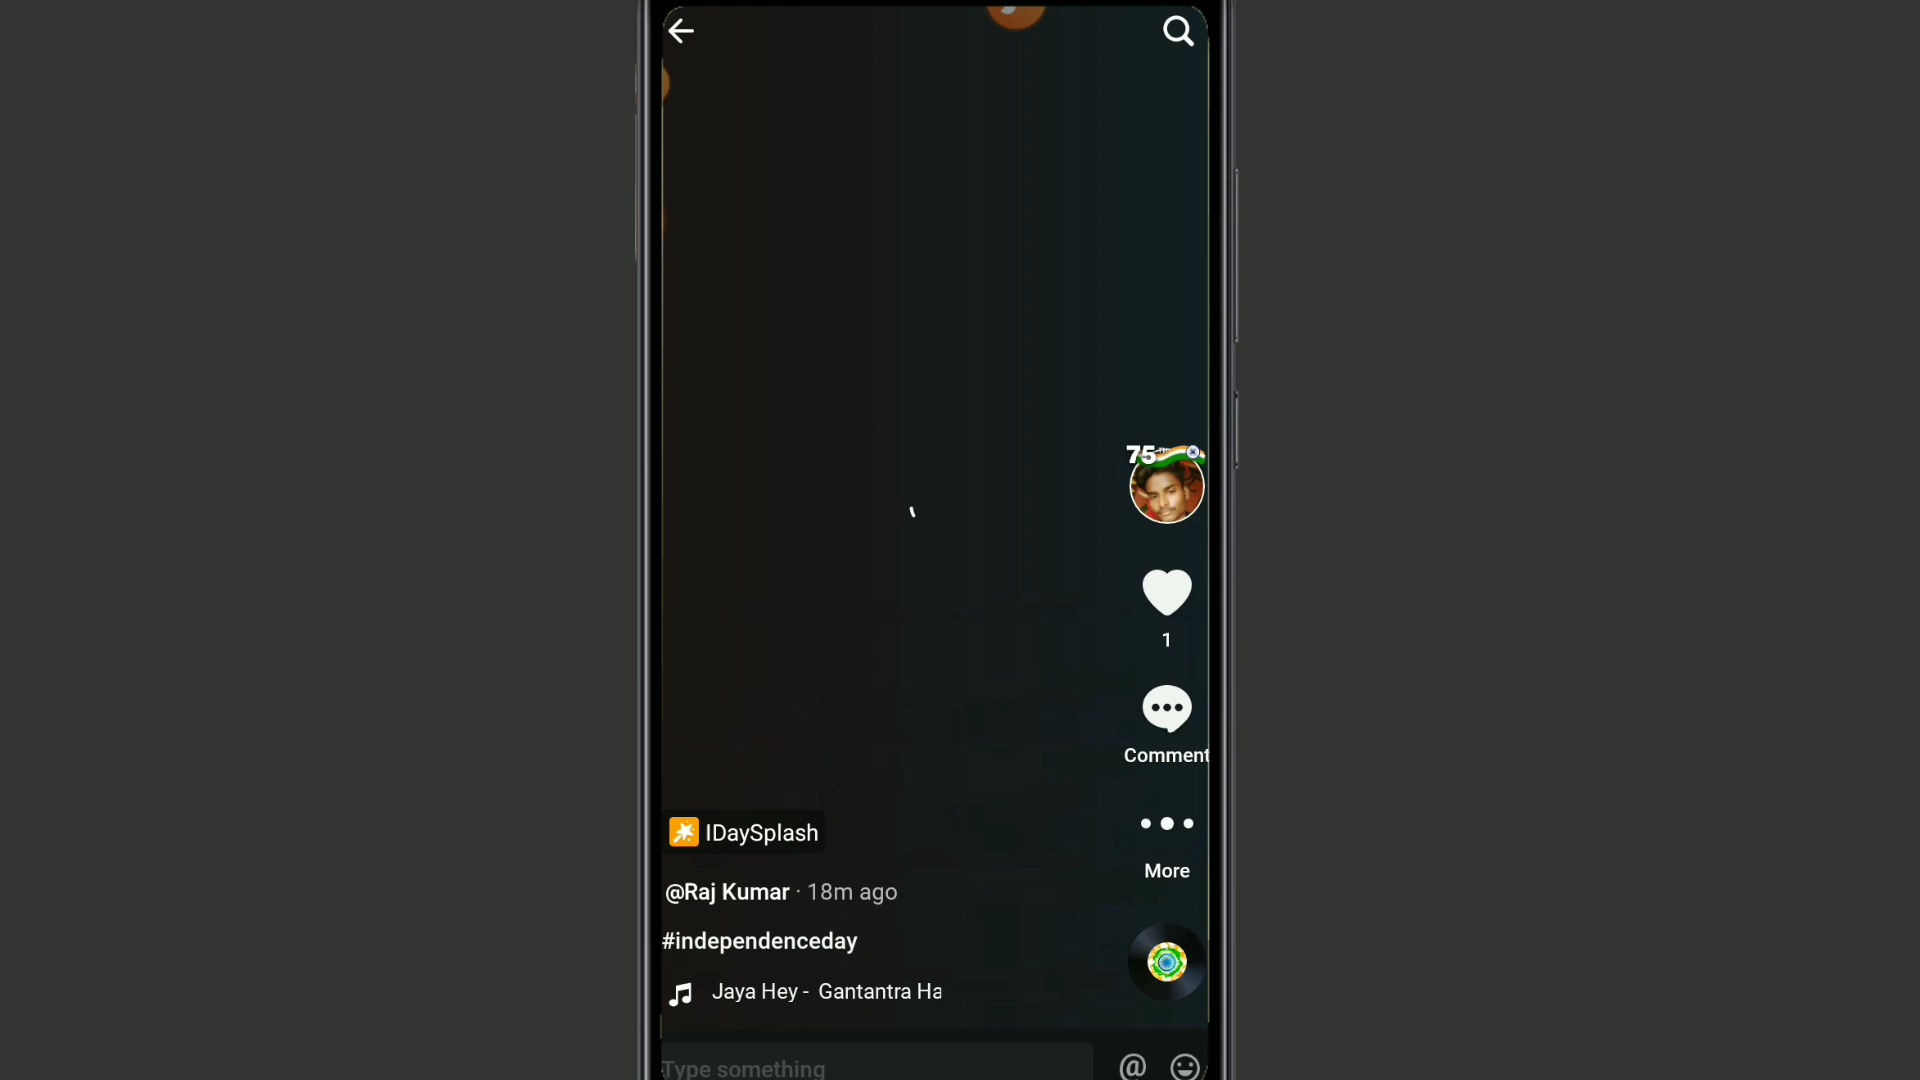 75
1
Comment
IDaySplash
More
@Raj Kumar · 18m ago
#independenceday
Jaya Hey - Gantantra Ha
Type something
@